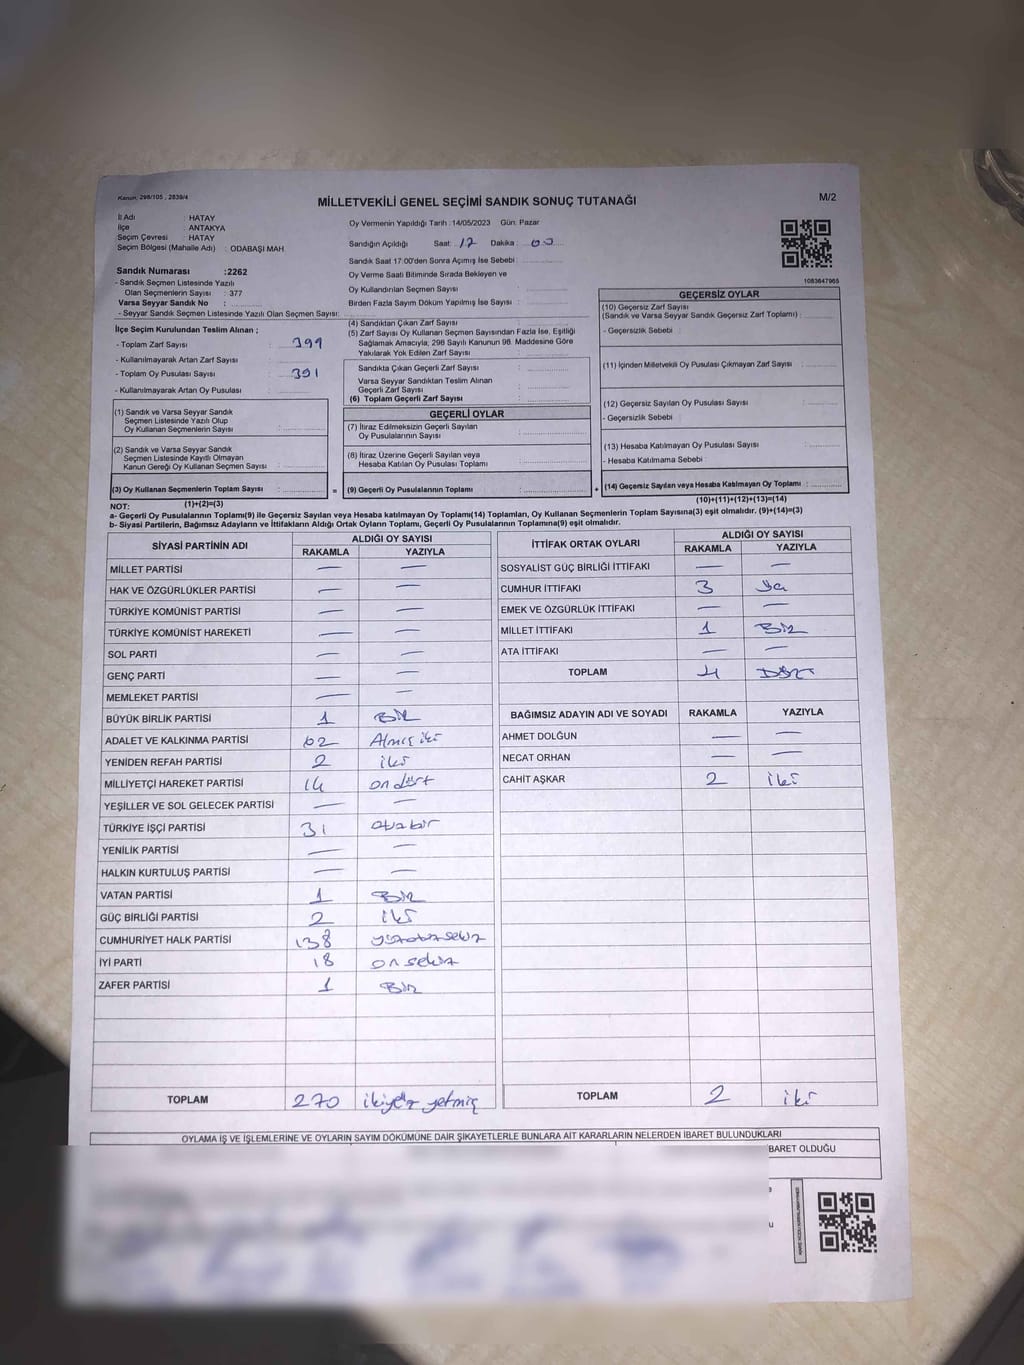 Kanun: 298/105 , 2839/4
MİLLETVEKİLİ GENEL SEÇİMİ SANDIK SONUÇ TUTANAĞI
M/2
İl Adı : HATAY
İlçe : ANTAKYA
Seçim Çevresi : HATAY
Seçim Bölgesi (Mahalle Adı) : ODABAŞI MAH
Sandık Numarası :2262
- Sandık Seçmen Listesinde Yazılı
Olan Seçmenlerin Sayısı : 377
Varsa Seyyar Sandık No :
- Seyyar Sandık Seçmen Listesinde Yazılı Olan Seçmen Sayısı:
Oy Vermenin Yapıldığı Tarih :14/05/2023 Gün: Pazar
Sandığın Açıldığı Saat: 17 Dakika : 00
Sandık Saat 17:00'den Sonra Açımış İse Sebebi :
Oy Verme Saati Bitiminde Sırada Bekleyen ve
Oy Kullandırılan Seçmen Sayısı :
Birden Fazla Sayım Döküm Yapılmış İse Sayısı :
1083647965
İlçe Seçim Kurulundan Teslim Alınan ;
- Toplam Zarf Sayısı : 399
- Kullanılmayarak Artan Zarf Sayısı :
- Toplam Oy Pusulası Sayısı : 391
- Kullanılmayarak Artan Oy Pusulası :
(1) Sandık ve Varsa Seyyar Sandık
Seçmen Listesinde Yazılı Olup
Oy Kullanan Seçmenlerin Sayısı :
(2) Sandık ve Varsa Seyyar Sandık
Seçmen Listesinde Kayıtlı Olmayan
Kanun Gereği Oy Kullanan Seçmen Sayısı :
(3) Oy Kullanan Seçmenlerin Toplam Sayısı :
(1)+(2)=(3)
(4) Sandıktan Çıkan Zarf Sayısı :
(5) Zarf Sayısı Oy Kullanan Seçmen Sayısından Fazla İse, Eşitliği
Sağlamak Amacıyla; 298 Sayılı Kanunun 98. Maddesine Göre
Yakılarak Yok Edilen Zarf Sayısı :
Sandıkta Çıkan Geçerli Zarf Sayısı :
Varsa Seyyar Sandıktan Teslim Alınan
Geçerli Zarf Sayısı :
(6) Toplam Geçerli Zarf Sayısı :
GEÇERLİ OYLAR
(7) İtiraz Edilmeksizin Geçerli Sayılan
Oy Pusulalarının Sayısı :
(8) İtiraz Üzerine Geçerli Sayılan veya
Hesaba Katılan Oy Pusulası Toplamı :
= (9) Geçerli Oy Pusulalarının Toplamı :
GEÇERSİZ OYLAR
(10) Geçersiz Zarf Sayısı
(Sandık ve Varsa Seyyar Sandık Geçersiz Zarf Toplamı) :
- Geçersizlik Sebebi :
(11) İçinden Milletvekili Oy Pusulası Çıkmayan Zarf Sayısı :
(12) Geçersiz Sayılan Oy Pusulası Sayısı :
- Geçersizlik Sebebi :
(13) Hesaba Katılmayan Oy Pusulası Sayısı :
- Hesaba Katılmama Sebebi :
+ (14) Geçersiz Sayılan veya Hesaba Katılmayan Oy Toplamı :
(10)+(11)+(12)+(13)=(14)
NOT:
a- Geçerli Oy Pusulalarının Toplamı(9) ile Geçersiz Sayılan veya Hesaba katılmayan Oy Toplamı(14) Toplamları, Oy Kullanan Seçmenlerin Toplam Sayısına(3) eşit olmalıdır. (9)+(14)=(3)
b- Siyasi Partilerin, Bağımsız Adayların ve İttifakların Aldığı Ortak Oyların Toplamı, Geçerli Oy Pusulalarının Toplamına(9) eşit olmalıdır.
SİYASİ PARTİNİN ADI ALDIĞI OY SAYISI
RAKAMLA YAZIYLA
MİLLET PARTİSİ — —
HAK VE ÖZGÜRLÜKLER PARTİSİ — —
TÜRKİYE KOMÜNİST PARTİSİ — —
TÜRKİYE KOMÜNİST HAREKETİ — —
SOL PARTİ — —
GENÇ PARTİ — —
MEMLEKET PARTİSİ — —
BÜYÜK BİRLİK PARTİSİ 1 Bir
ADALET VE KALKINMA PARTİSİ 62 Almış iki
YENİDEN REFAH PARTİSİ 2 iki
MİLLİYETÇİ HAREKET PARTİSİ 14 on dört
YEŞİLLER VE SOL GELECEK PARTİSİ — —
TÜRKİYE İŞÇİ PARTİSİ 31 otuz bir
YENİLİK PARTİSİ — —
HALKIN KURTULUŞ PARTİSİ — —
VATAN PARTİSİ 1 Bir
GÜÇ BİRLİĞİ PARTİSİ 2 iki
CUMHURİYET HALK PARTİSİ 138 yüzotuzsekiz
İYİ PARTİ 18 on sekiz
ZAFER PARTİSİ 1 Bir
TOPLAM 270 ikiyüz yetmiş
İTTİFAK ORTAK OYLARI ALDIĞI OY SAYISI
RAKAMLA YAZIYLA
SOSYALİST GÜÇ BİRLİĞİ İTTİFAKI — —
CUMHUR İTTİFAKI 3 üç
EMEK VE ÖZGÜRLÜK İTTİFAKI — —
MİLLET İTTİFAKI 1 Bir
ATA İTTİFAKI — —
TOPLAM 4 Dört
BAĞIMSIZ ADAYIN ADI VE SOYADI RAKAMLA YAZIYLA
AHMET DOLĞUN — —
NECAT ORHAN — —
CAHİT AŞKAR 2 iki
TOPLAM 2 iki
OYLAMA İŞ VE İŞLEMLERİNE VE OYLARIN SAYIM DÖKÜMÜNE DAİR ŞİKAYETLERLE BUNLARA AİT KARARLARIN NELERDEN İBARET BULUNDUKLARI
BARET OLDUĞU